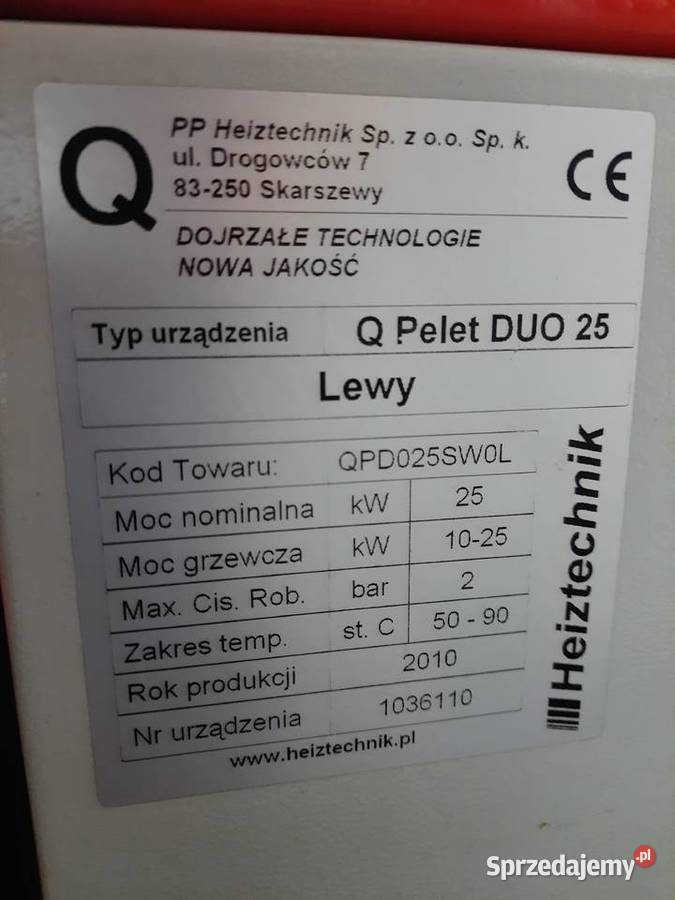 Q
PP Heiztechnik Sp. z o.o. Sp. k.
ul. Drogowców 7
83-250 Skarszewy
CE
DOJRZAŁE TECHNOLOGIE
NOWA JAKOŚĆ
Typ urządzenia Q Pelet DUO 25
Lewy
Kod Towaru: QPD025SW0L
Moc nominalna kW 25
Moc grzewcza kW 10-25
Max. Cis. Rob. bar 2
Zakres temp. st. C 50 - 90
Rok produkcji 2010
Nr urządzenia 1036110
www.heiztechnik.pl
Heiztechnik
Sprzedajemy.pl